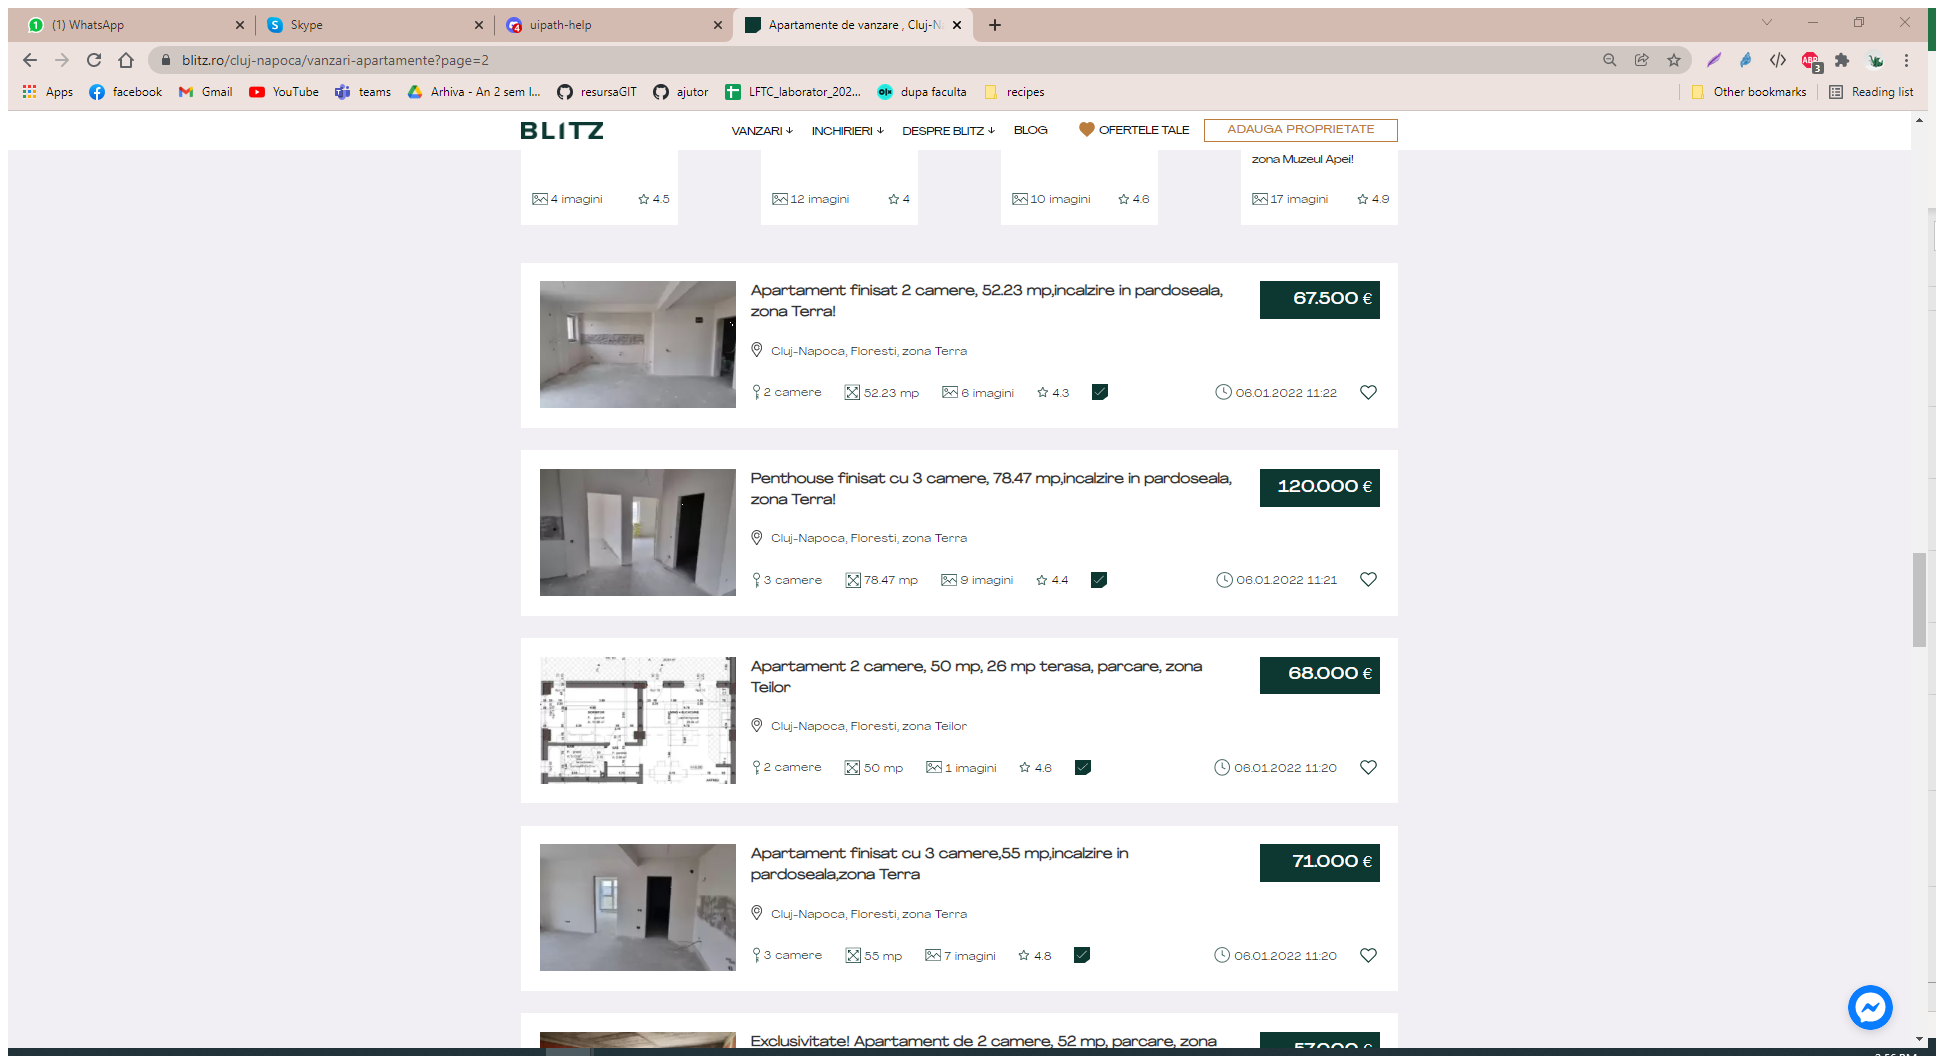 (1) WhatsApp
Skype
uipath-help
Apartamente de vanzare , Cluj-N
blitz.ro/cluj-napoca/vanzari-apartamente?page=2
ABP
3
Apps
facebook
Gmail
YouTube
teams
Arhiva - An 2 sem I...
resursaGIT
ajutor
LFTC_laborator_202...
dupa faculta
recipes
Other bookmarks
Reading list
BLITZ
VANZARI
INCHIRIERI
DESPRE BLITZ
BLOG
OFERTELE TALE
ADAUGA PROPRIETATE
zona Muzeul Apei!
4 imagini 4.5
12 imagini 4
10 imagini 4.6
17 imagini 4.9
Apartament finisat 2 camere, 52.23 mp,incalzire in pardoseala,
zona Terra!
67.500 €
Cluj-Napoca, Floresti, zona Terra
2 camere 52.23 mp 6 imagini 4.3 06.01.2022 11:22
Penthouse finisat cu 3 camere, 78.47 mp,incalzire in pardoseala,
zona Terra!
120.000 €
Cluj-Napoca, Floresti, zona Terra
3 camere 78.47 mp 9 imagini 4.4 06.01.2022 11:21
Apartament 2 camere, 50 mp, 26 mp terasa, parcare, zona
Teilor
68.000 €
Cluj-Napoca, Floresti, zona Teilor
2 camere 50 mp 1 imagini 4.6 06.01.2022 11:20
Apartament finisat cu 3 camere,55 mp,incalzire in
pardoseala,zona Terra
71.000 €
Cluj-Napoca, Floresti, zona Terra
3 camere 55 mp 7 imagini 4.8 06.01.2022 11:20
Exclusivitate! Apartament de 2 camere, 52 mp, parcare, zona
57.000 €